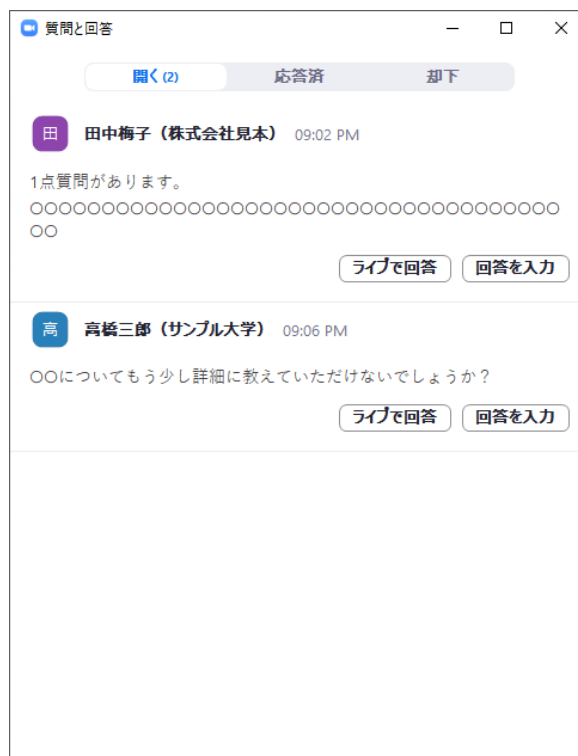 質問と回答
開く(2) 応答済 却下
田 田中梅子（株式会社見本） 09:02 PM
1点質問があります。
○○○○○○○○○○○○○○○○○○○○○○○○○○○○○○○○○○○○○
○○
ライブで回答 回答を入力
高 高橋三郎（サンプル大学） 09:06 PM
○○についてもう少し詳細に教えていただけないでしょうか？
ライブで回答 回答を入力